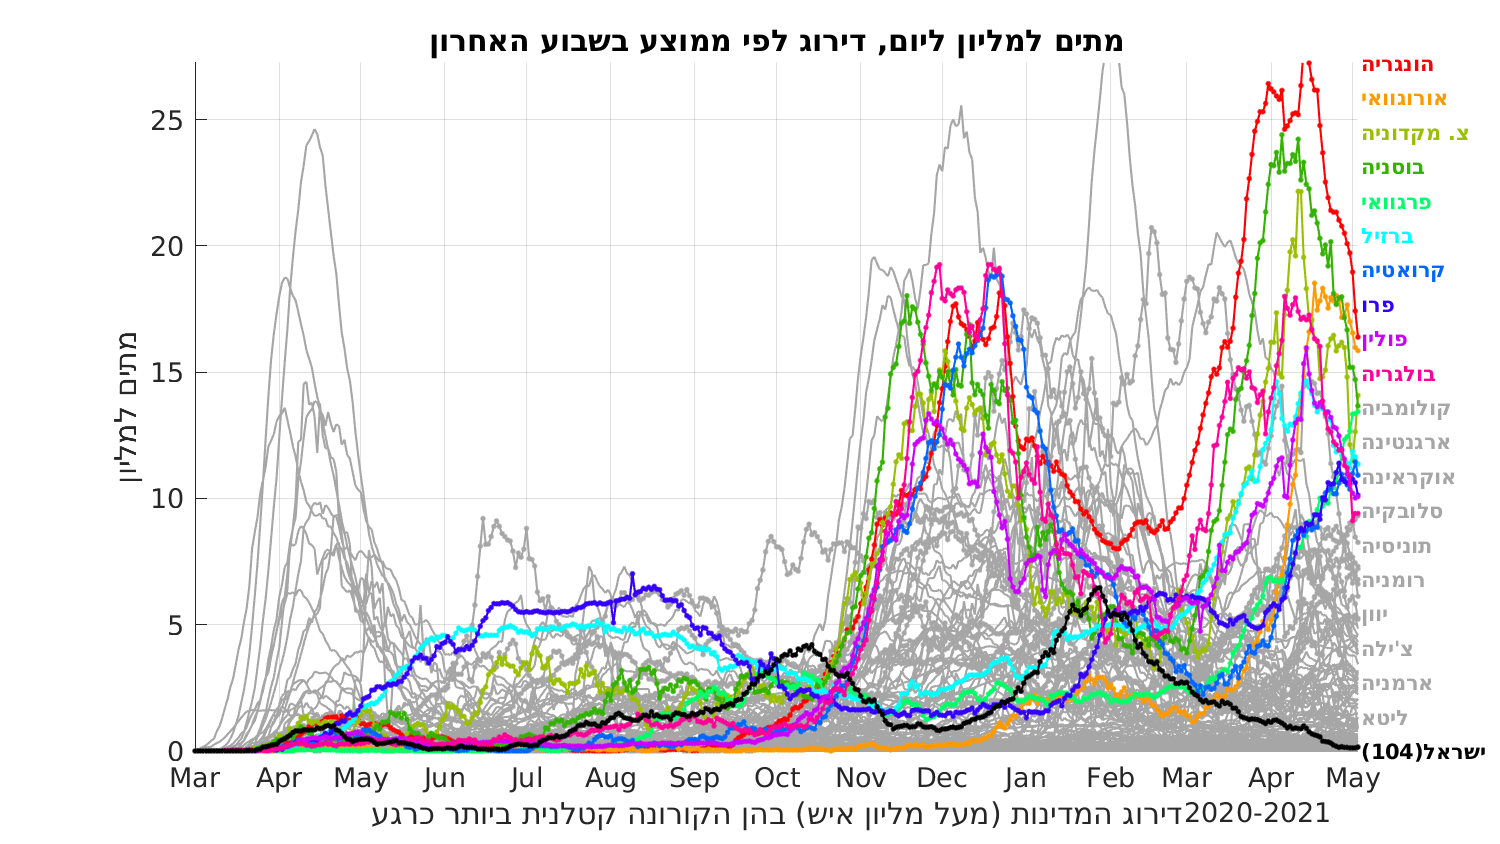 מתים למליון ליום, דירוג לפי ממוצע בשבוע האחרון
מתים למליון
25
20
15
10
5
0
Mar Apr May Jun Jul Aug Sep Oct Nov Dec Jan Feb Mar Apr May
דירוג המדינות (מעל מליון איש) בהן הקורונה קטלנית ביותר כרגע2020-2021
הונגריה
אורוגוואי
צ. מקדוניה
בוסניה
פרגוואי
ברזיל
קרואטיה
פרו
פולין
בולגריה
קולומביה
ארגנטינה
אוקראינה
סלובקיה
תוניסיה
רומניה
יוון
צ'ילה
ארמניה
ליטא
ישראל(104)